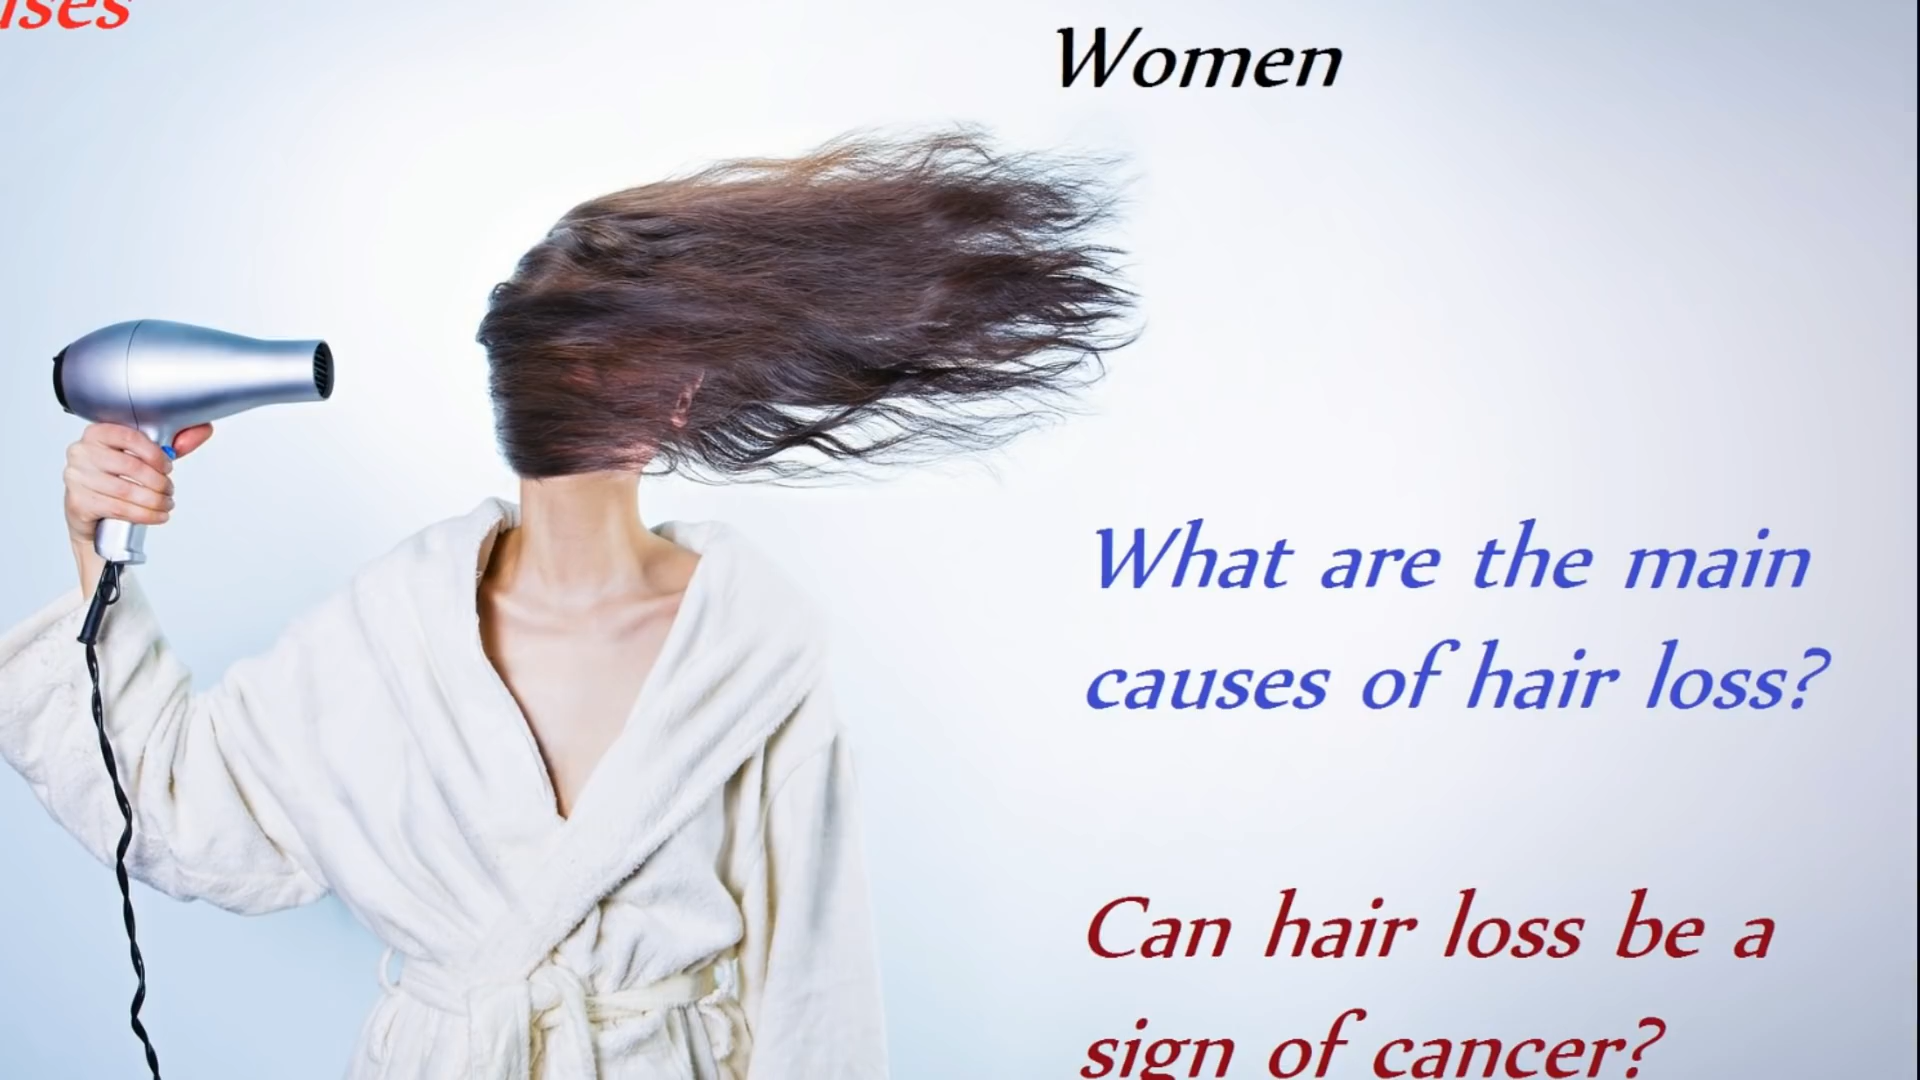 Women
What are the main
causes of hair loss?
Can hair loss be a
sign of cancer?